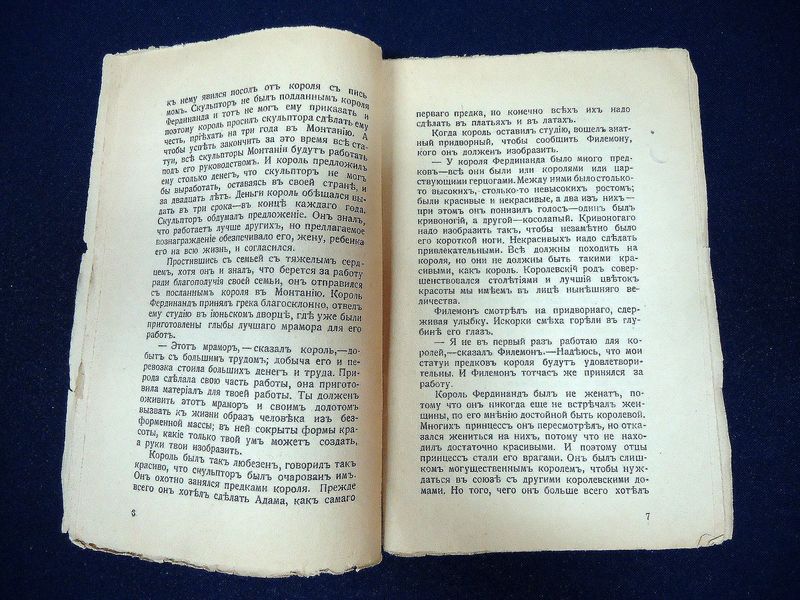 къ нему явился посолъ отъ короля съ пись
момъ. Скульпторъ не былъ подданнымъ короля
Фердинанда и тотъ не могъ ему приказать и
поэтому король просилъ скульптора сдѣлать ему
честь, пріѣхать на три года въ Монтанію. А
чтобы успѣть закончить за это время всѣ ста-
туи, всѣ скульпторы Монтаніи будутъ работать
подъ его руководствомъ. И король предложилъ
ему столько денегъ, что скульпторъ не могъ
бы выработать, оставаясь въ своей странѣ, и
за двадцать лѣтъ. Деньги король обѣщалъ вы-
дать въ три срока—въ концѣ каждаго года.
Скульпторъ обдумалъ предложеніе. Онъ зналъ,
что работаетъ лучше другихъ, но предлагаемое
вознагражденіе обезпечивало его, жену, ребенка
его на всю жизнь, и согласился.
Простившись съ семьей съ тяжелымъ серд-
цемъ, хотя онъ и зналъ, что берется за работу
ради благополучія своей семьи, онъ отправился
съ посланнымъ короля въ Монтанію. Король
Фердинандъ принялъ грека благосклонно, отвелъ
ему студію въ іюньскомъ дворцѣ, гдѣ уже были
приготовлены глыбы лучшаго мрамора для его
работъ.
— Этотъ мраморъ,—сказалъ король,—до-
бытъ съ большимъ трудомъ; добыча его и пе-
ревозка стоила большихъ денегъ и труда. При-
рода сдѣлала свою часть работы, она пригото-
вила матеріалъ для твоей работы. Ты долженъ
оживить этотъ мраморъ и своимъ долотомъ
вызвать къ жизни образъ человѣка изъ без-
форменной массы; въ ней сокрыты формы кра-
соты, какіе только твой умъ можетъ создать,
а руки твои изобразить.
Король былъ такъ любезенъ, говорилъ такъ
красиво, что скульпторъ былъ очарованъ имъ.
Онъ охотно занялся предками короля. Прежде
всего онъ хотѣлъ сдѣлать Адама, какъ самаго
6
перваго предка, но конечно всѣхъ ихъ надо
сдѣлать въ платьяхъ и въ латахъ.
Когда король оставилъ студію, вошелъ знат-
ный придворный, чтобы сообщить Филемону,
кого онъ долженъ изобразить.
— У короля Фердинанда было много пред-
ковъ—всѣ они были или королями или цар-
ствующими герцогами. Между ними было столько-
то высокихъ, столько-то невысокихъ ростомъ;
были красивые и некрасивые, а два изъ нихъ—
при этомъ онъ понизилъ голосъ—одинъ былъ
кривоногій, а другой—косолапый. Кривоногаго
надо изобразить такъ, чтобы незамѣтно было
его короткой ноги. Некрасивыхъ надо сдѣлать
привлекательными. Всѣ должны походить на
короля, но они не должны быть такими кра-
сивыми, какъ король. Королевскій родъ совер-
шенствовался столѣтіями и лучшій цвѣтокъ
красоты мы имѣемъ въ лицѣ нынѣшняго ве-
личества.
Филемонъ смотрѣлъ на придворнаго, сдер-
живая улыбку. Искорки смѣха горѣли въ глу-
бинѣ его глазъ.
— Я не въ первый разъ работаю для ко-
ролей,—сказалъ Филемонъ.—Надѣюсь, что мои
статуи предковъ короля будутъ удовлетвори-
тельны. И Филемонъ тотчасъ же принялся за
работу.
Король Фердинандъ былъ не женатъ, по-
тому что онъ никогда еще не встрѣчалъ жен-
щины, по его мнѣнію достойной быть королевой.
Многихъ принцессъ онъ пересмотрѣлъ, но отка-
зался жениться на нихъ, потому что не нахо-
дилъ достаточно красивыми. И поэтому отцы
принцессъ стали его врагами. Онъ былъ слиш-
комъ могущественнымъ королемъ, чтобы нуж-
даться въ союзѣ съ другими королевскими до-
мами. Но того, чего онъ больше всего хотѣлъ
7